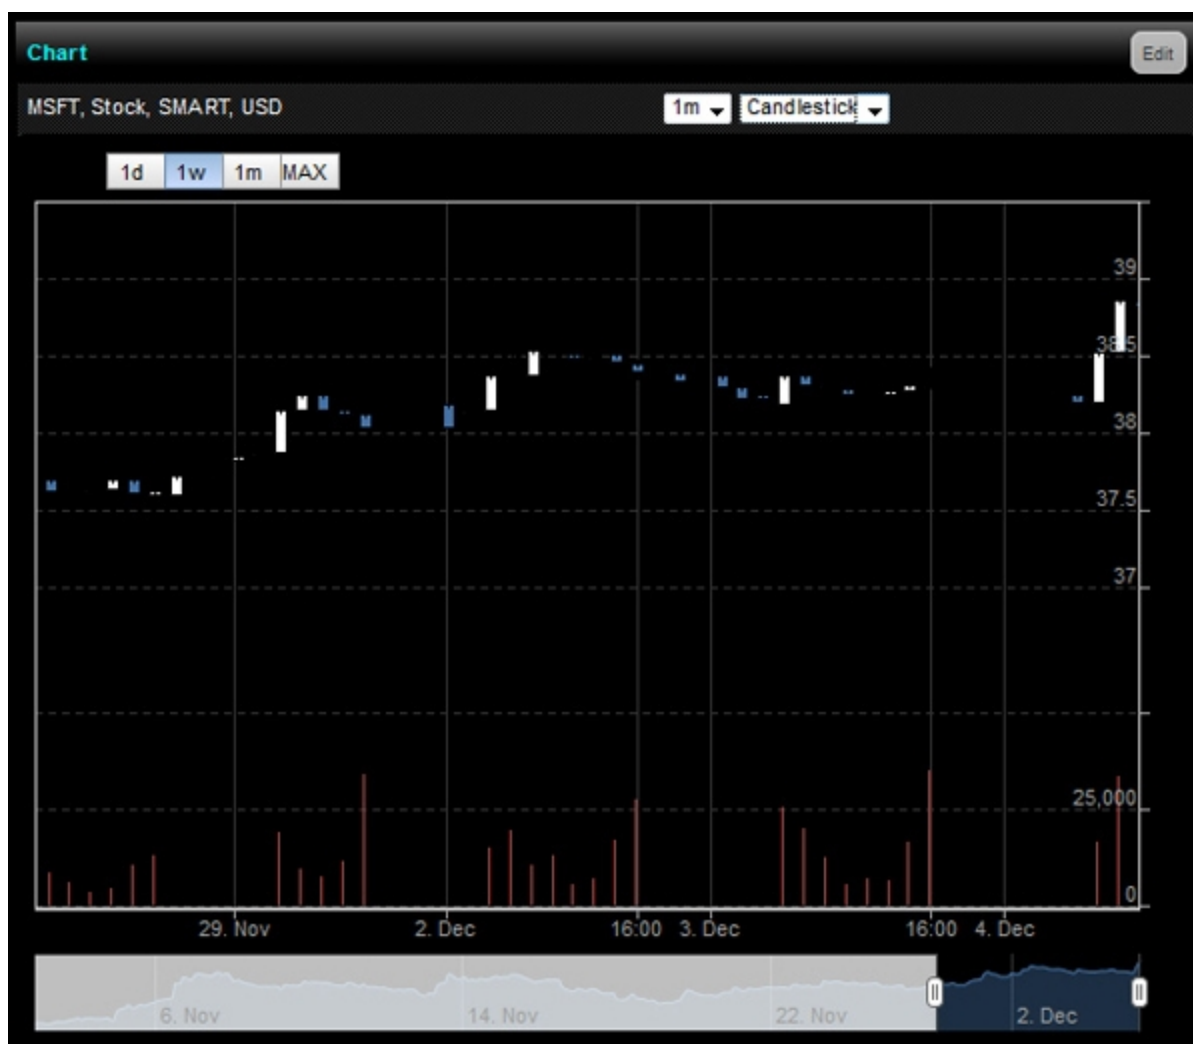 Chart
Edit
MSFT, Stock, SMART, USD
1m
Candlestick
1d 1w 1m MAX
39
38.5
38
37.5
37
25,000
0
29. Nov 2. Dec 16:00 3. Dec 16:00 4. Dec
6. Nov 14. Nov 22. Nov 2. Dec